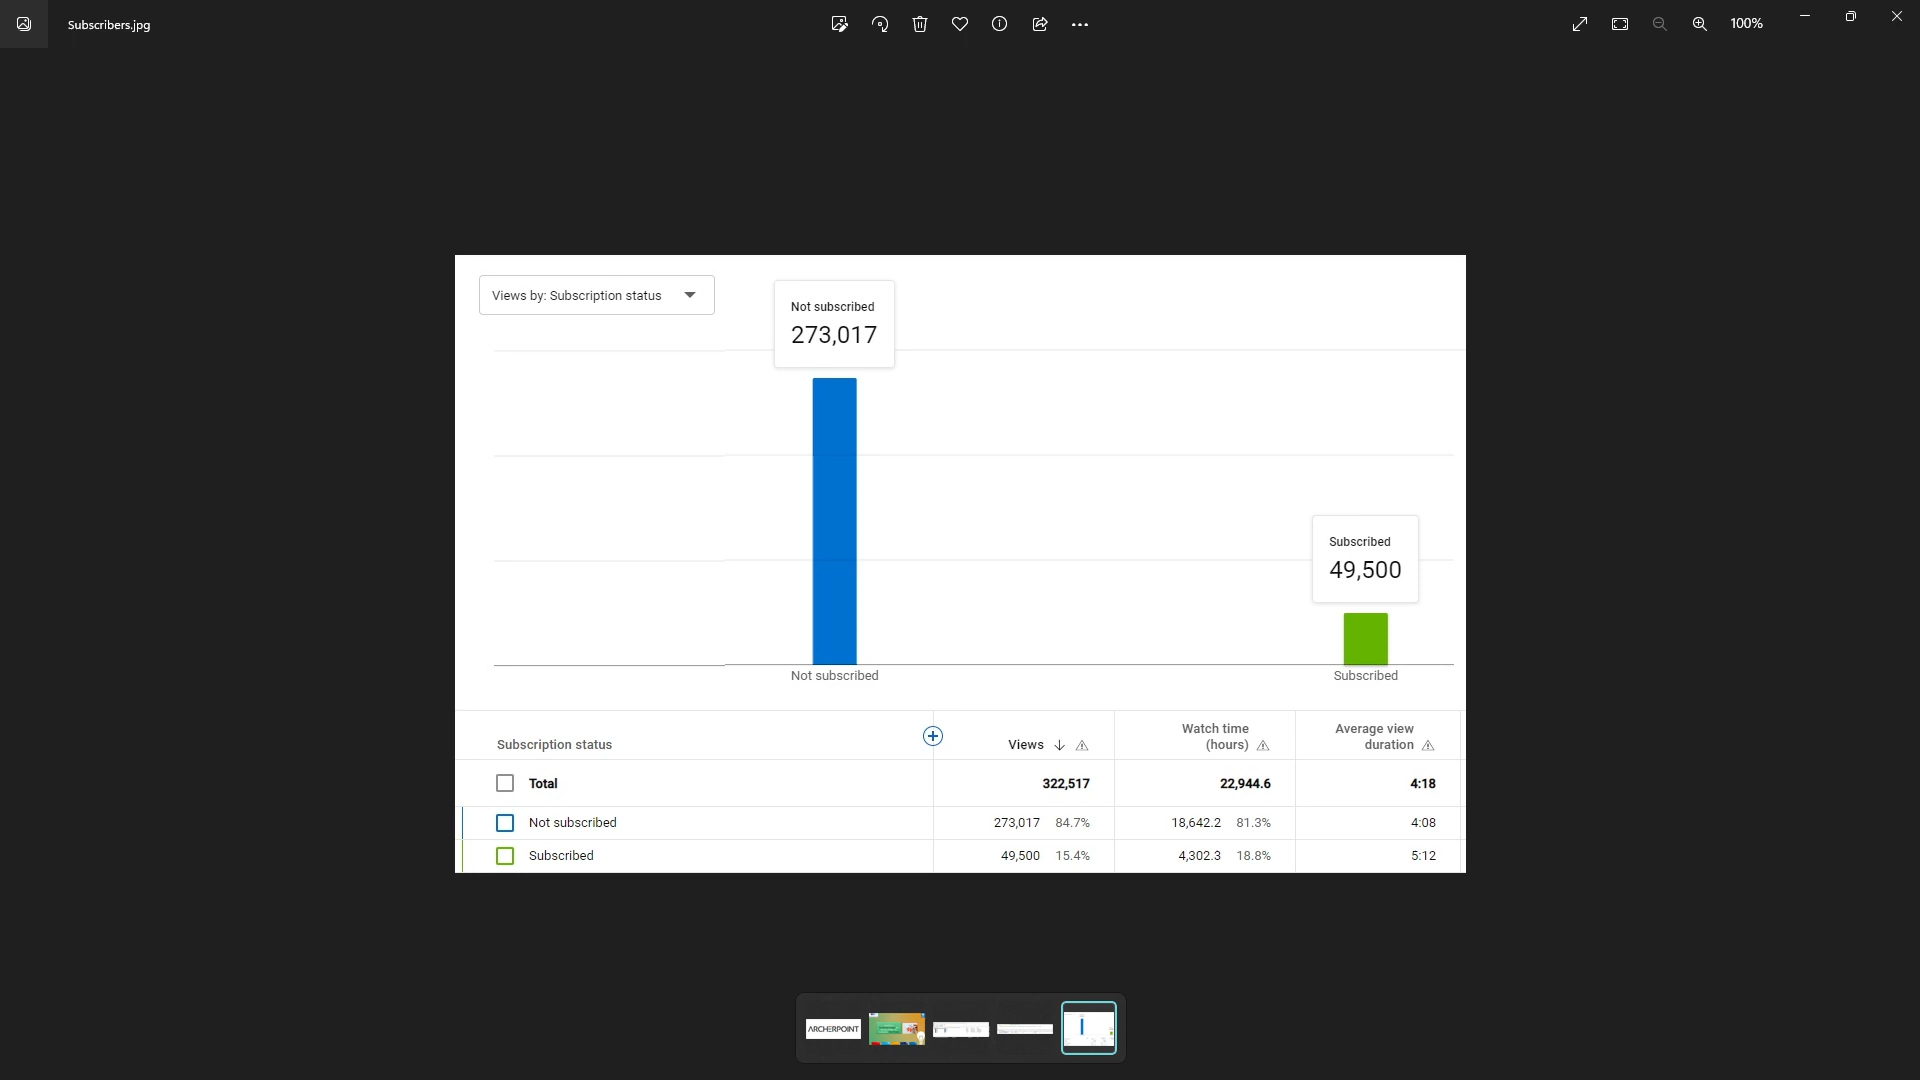 Subscribers.jpg
100%
Views by: Subscription status
Not subscribed
273,017
Subscribed
49,500
Not subscribed
Subscribed
Subscription status
Views
Watch time
(hours)
Average view
duration
Total
322,517
22,944.6
4:18
Not subscribed
273,017 84.7%
18,642.2 81.3%
4:08
Subscribed
49,500 15.4%
4,302.3 18.8%
5:12
ARCHERPOINT